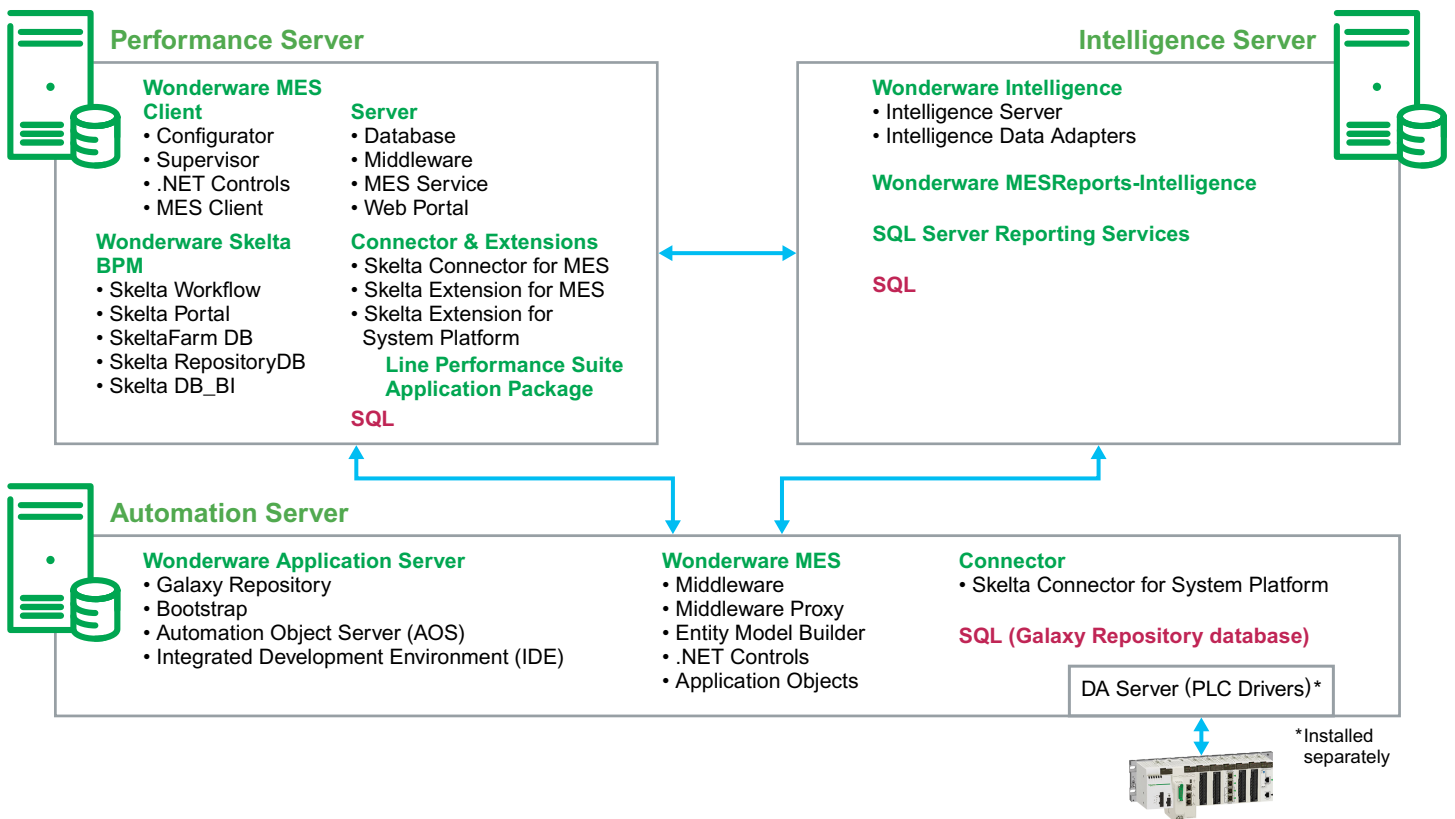 Performance Server
Wonderware MES
Client
• Configurator
• Supervisor
• .NET Controls
• MES Client
Server
• Database
• Middleware
• MES Service
• Web Portal
Wonderware Skelta
BPM
• Skelta Workflow
• Skelta Portal
• SkeltaFarm DB
• Skelta RepositoryDB
• Skelta DB_BI
Connector & Extensions
• Skelta Connector for MES
• Skelta Extension for MES
• Skelta Extension for
System Platform
Line Performance Suite
Application Package
SQL
Intelligence Server
Wonderware Intelligence
• Intelligence Server
• Intelligence Data Adapters
Wonderware MESReports-Intelligence
SQL Server Reporting Services
SQL
Automation Server
Wonderware Application Server
• Galaxy Repository
• Bootstrap
• Automation Object Server (AOS)
• Integrated Development Environment (IDE)
Wonderware MES
• Middleware
• Middleware Proxy
• Entity Model Builder
• .NET Controls
• Application Objects
Connector
• Skelta Connector for System Platform
SQL (Galaxy Repository database)
DA Server (PLC Drivers)*
*Installed
separately